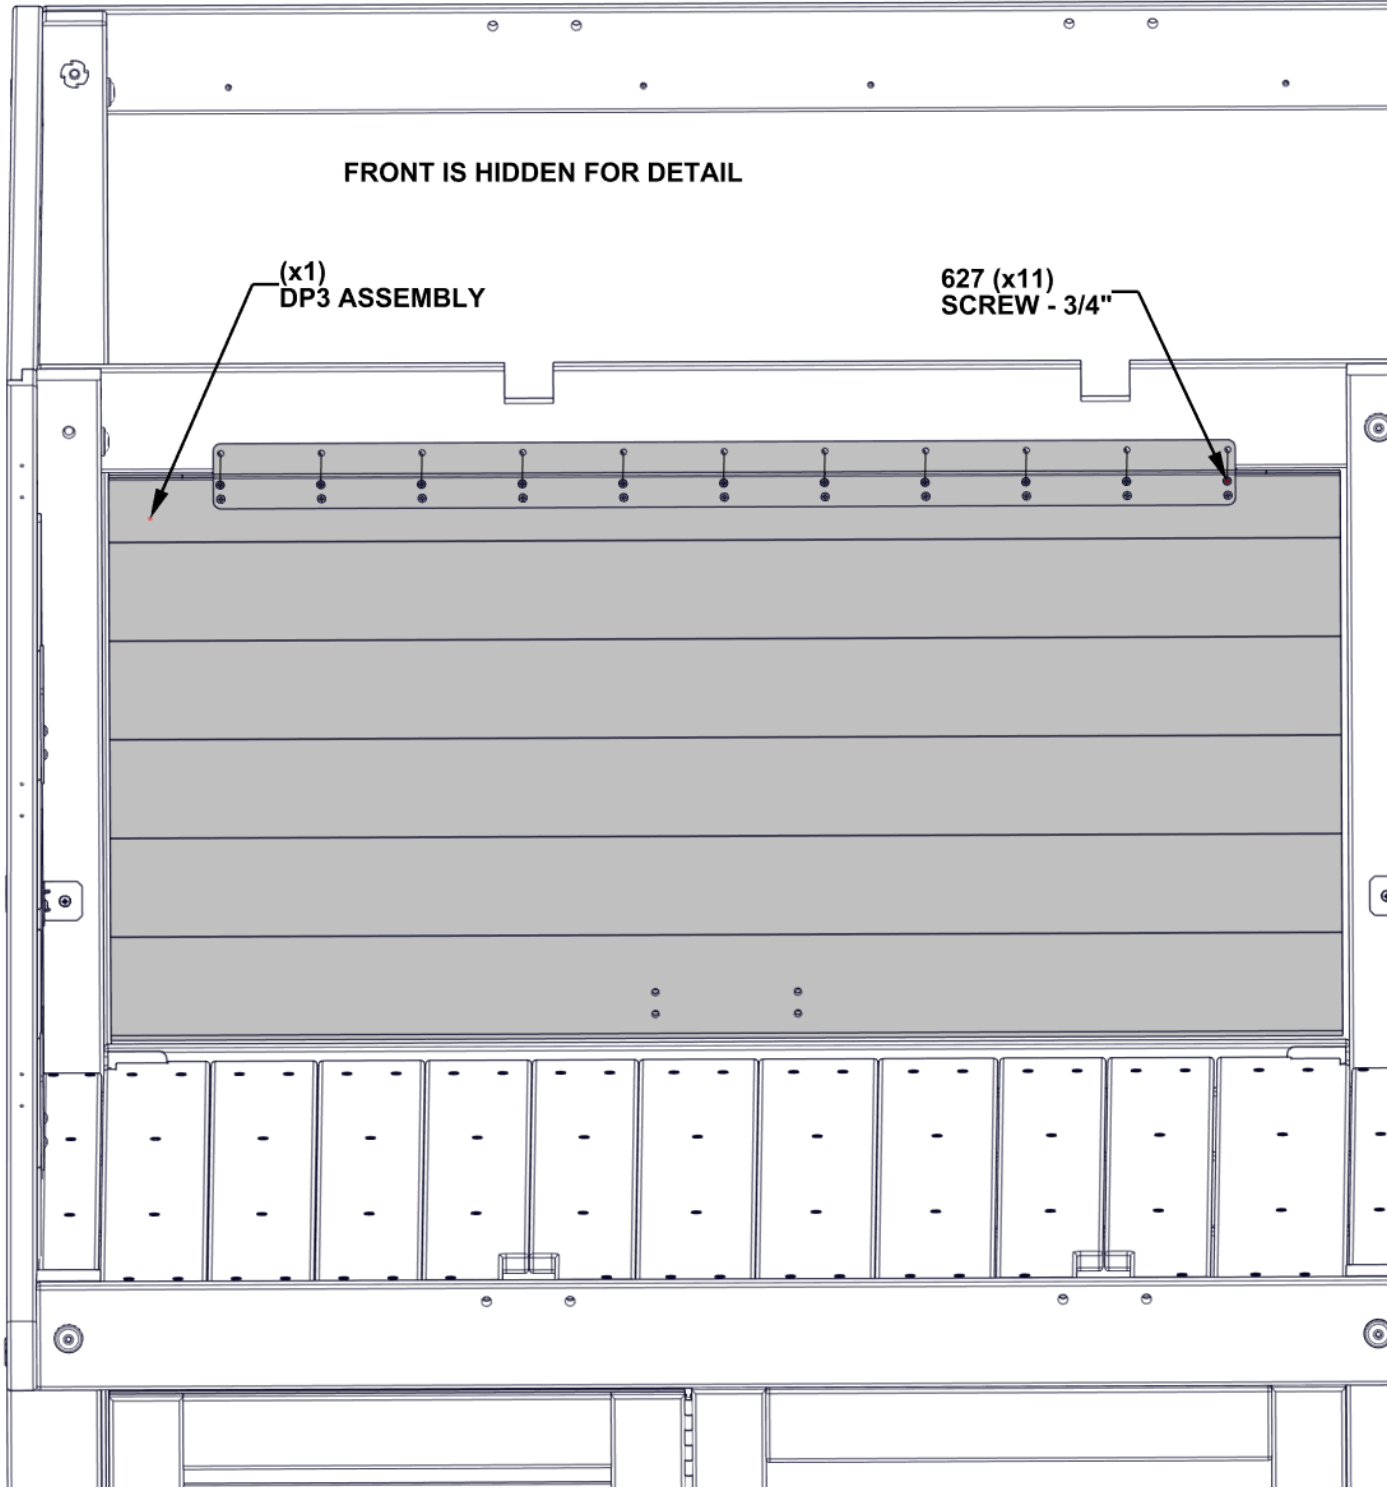 FRONT IS HIDDEN FOR DETAIL
(x1)
DP3 ASSEMBLY
627 (x11)
SCREW - 3/4"